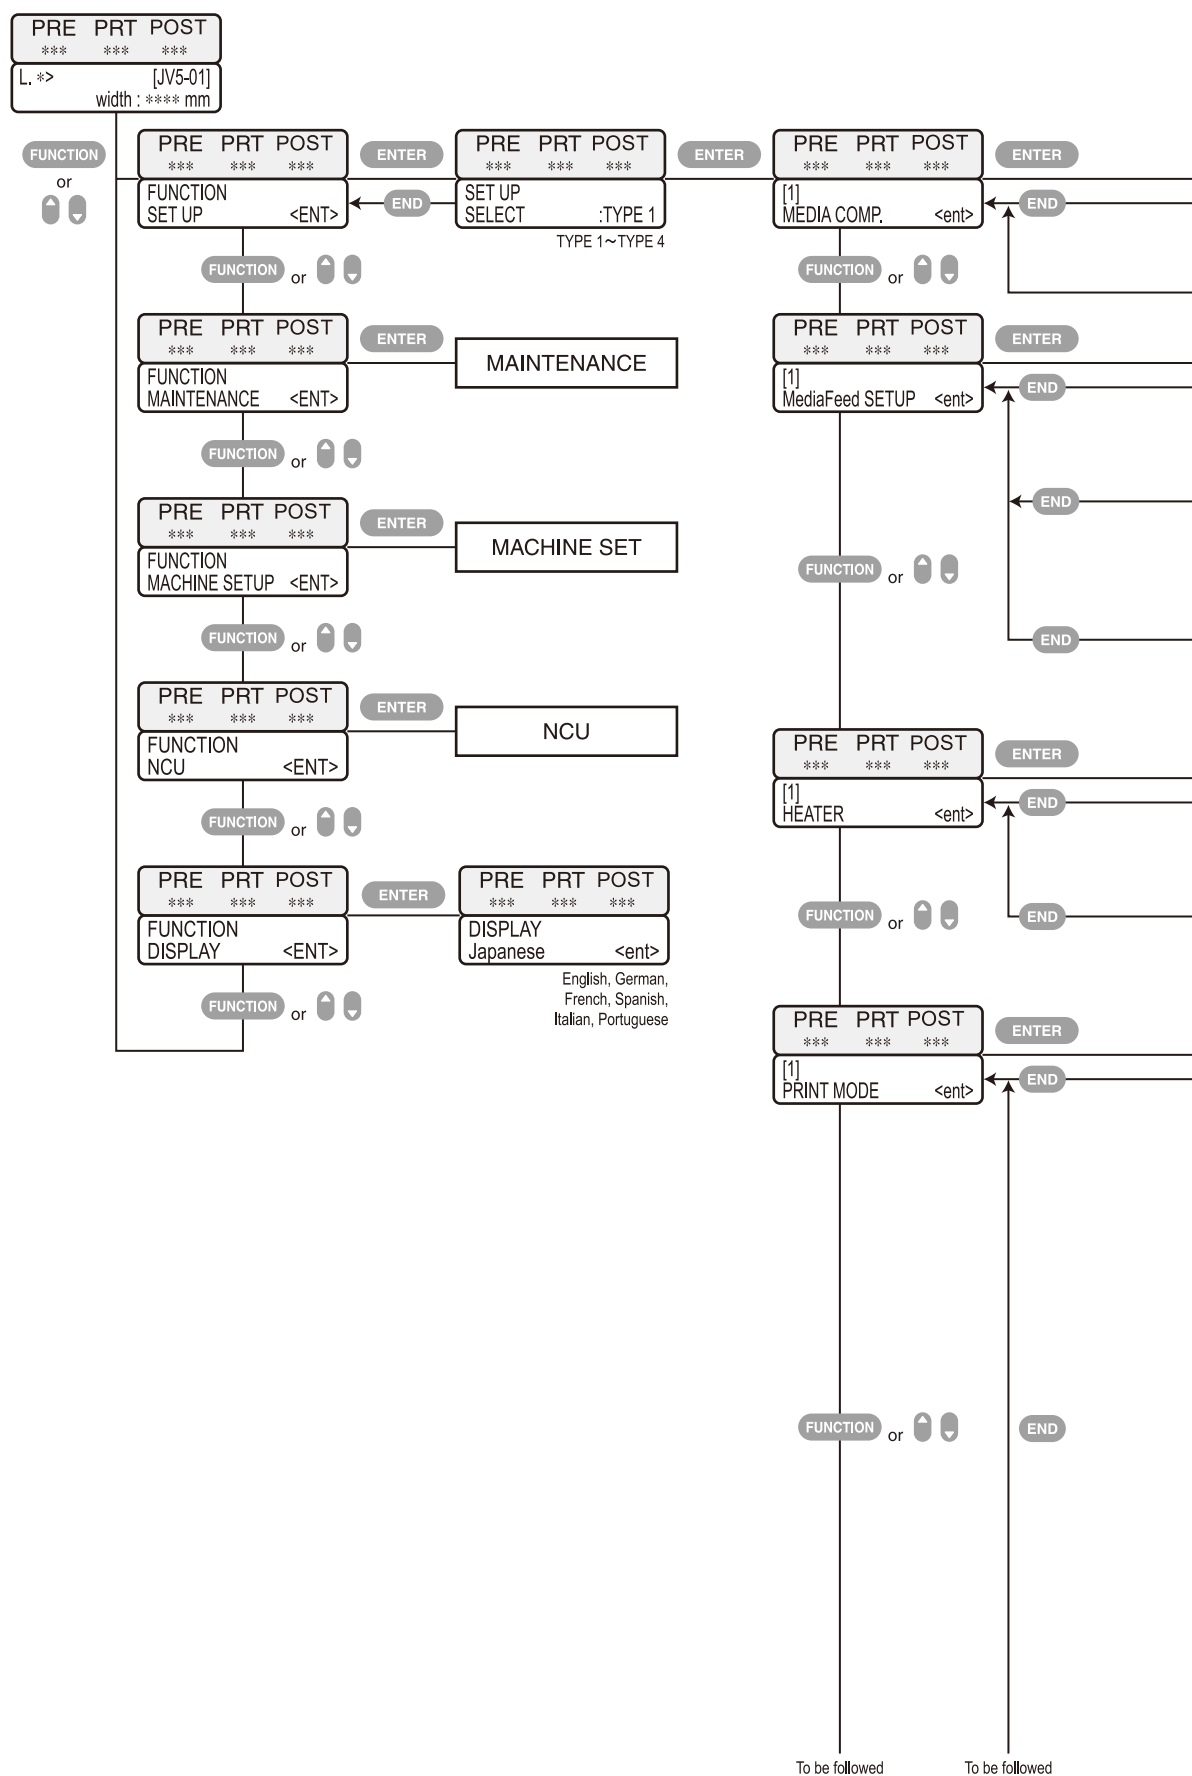 PRE PRT POST
*** *** ***
L. *> [JV5-01]
width : **** mm
FUNCTION
or
PRE PRT POST
*** *** ***
FUNCTION
SET UP <ENT>
ENTER
END
PRE PRT POST
*** *** ***
SET UP
SELECT :TYPE 1
TYPE 1～TYPE 4
ENTER
PRE PRT POST
*** *** ***
[1]
MEDIA COMP. <ent>
ENTER
END
FUNCTION or
FUNCTION or
PRE PRT POST
*** *** ***
FUNCTION
MAINTENANCE <ENT>
ENTER
MAINTENANCE
PRE PRT POST
*** *** ***
[1]
MediaFeed SETUP <ent>
ENTER
END
FUNCTION or
END
PRE PRT POST
*** *** ***
FUNCTION
MACHINE SETUP <ENT>
ENTER
MACHINE SET
FUNCTION or
FUNCTION or
END
PRE PRT POST
*** *** ***
FUNCTION
NCU <ENT>
ENTER
NCU
PRE PRT POST
*** *** ***
[1]
HEATER <ent>
ENTER
END
FUNCTION or
PRE PRT POST
*** *** ***
FUNCTION
DISPLAY <ENT>
ENTER
PRE PRT POST
*** *** ***
DISPLAY
Japanese <ent>
English, German,
French, Spanish,
Italian, Portuguese
FUNCTION or
END
FUNCTION or
PRE PRT POST
*** *** ***
[1]
PRINT MODE <ent>
ENTER
END
FUNCTION or
END
To be followed
To be followed